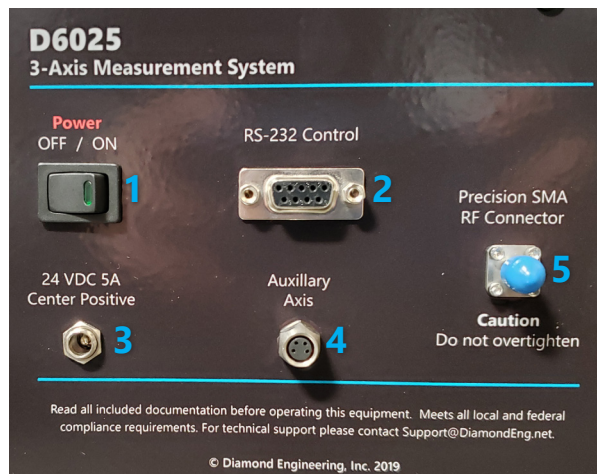 D6025
3-Axis Measurement System
Power
OFF / ON
1
RS-232 Control
2
Precision SMA
RF Connector
5
Caution
Do not overtighten
24 VDC 5A
Center Positive
3
Auxillary
Axis
4
Read all included documentation before operating this equipment. Meets all local and federal
compliance requirements. For technical support please contact Support@DiamondEng.net.
© Diamond Engineering, Inc. 2019